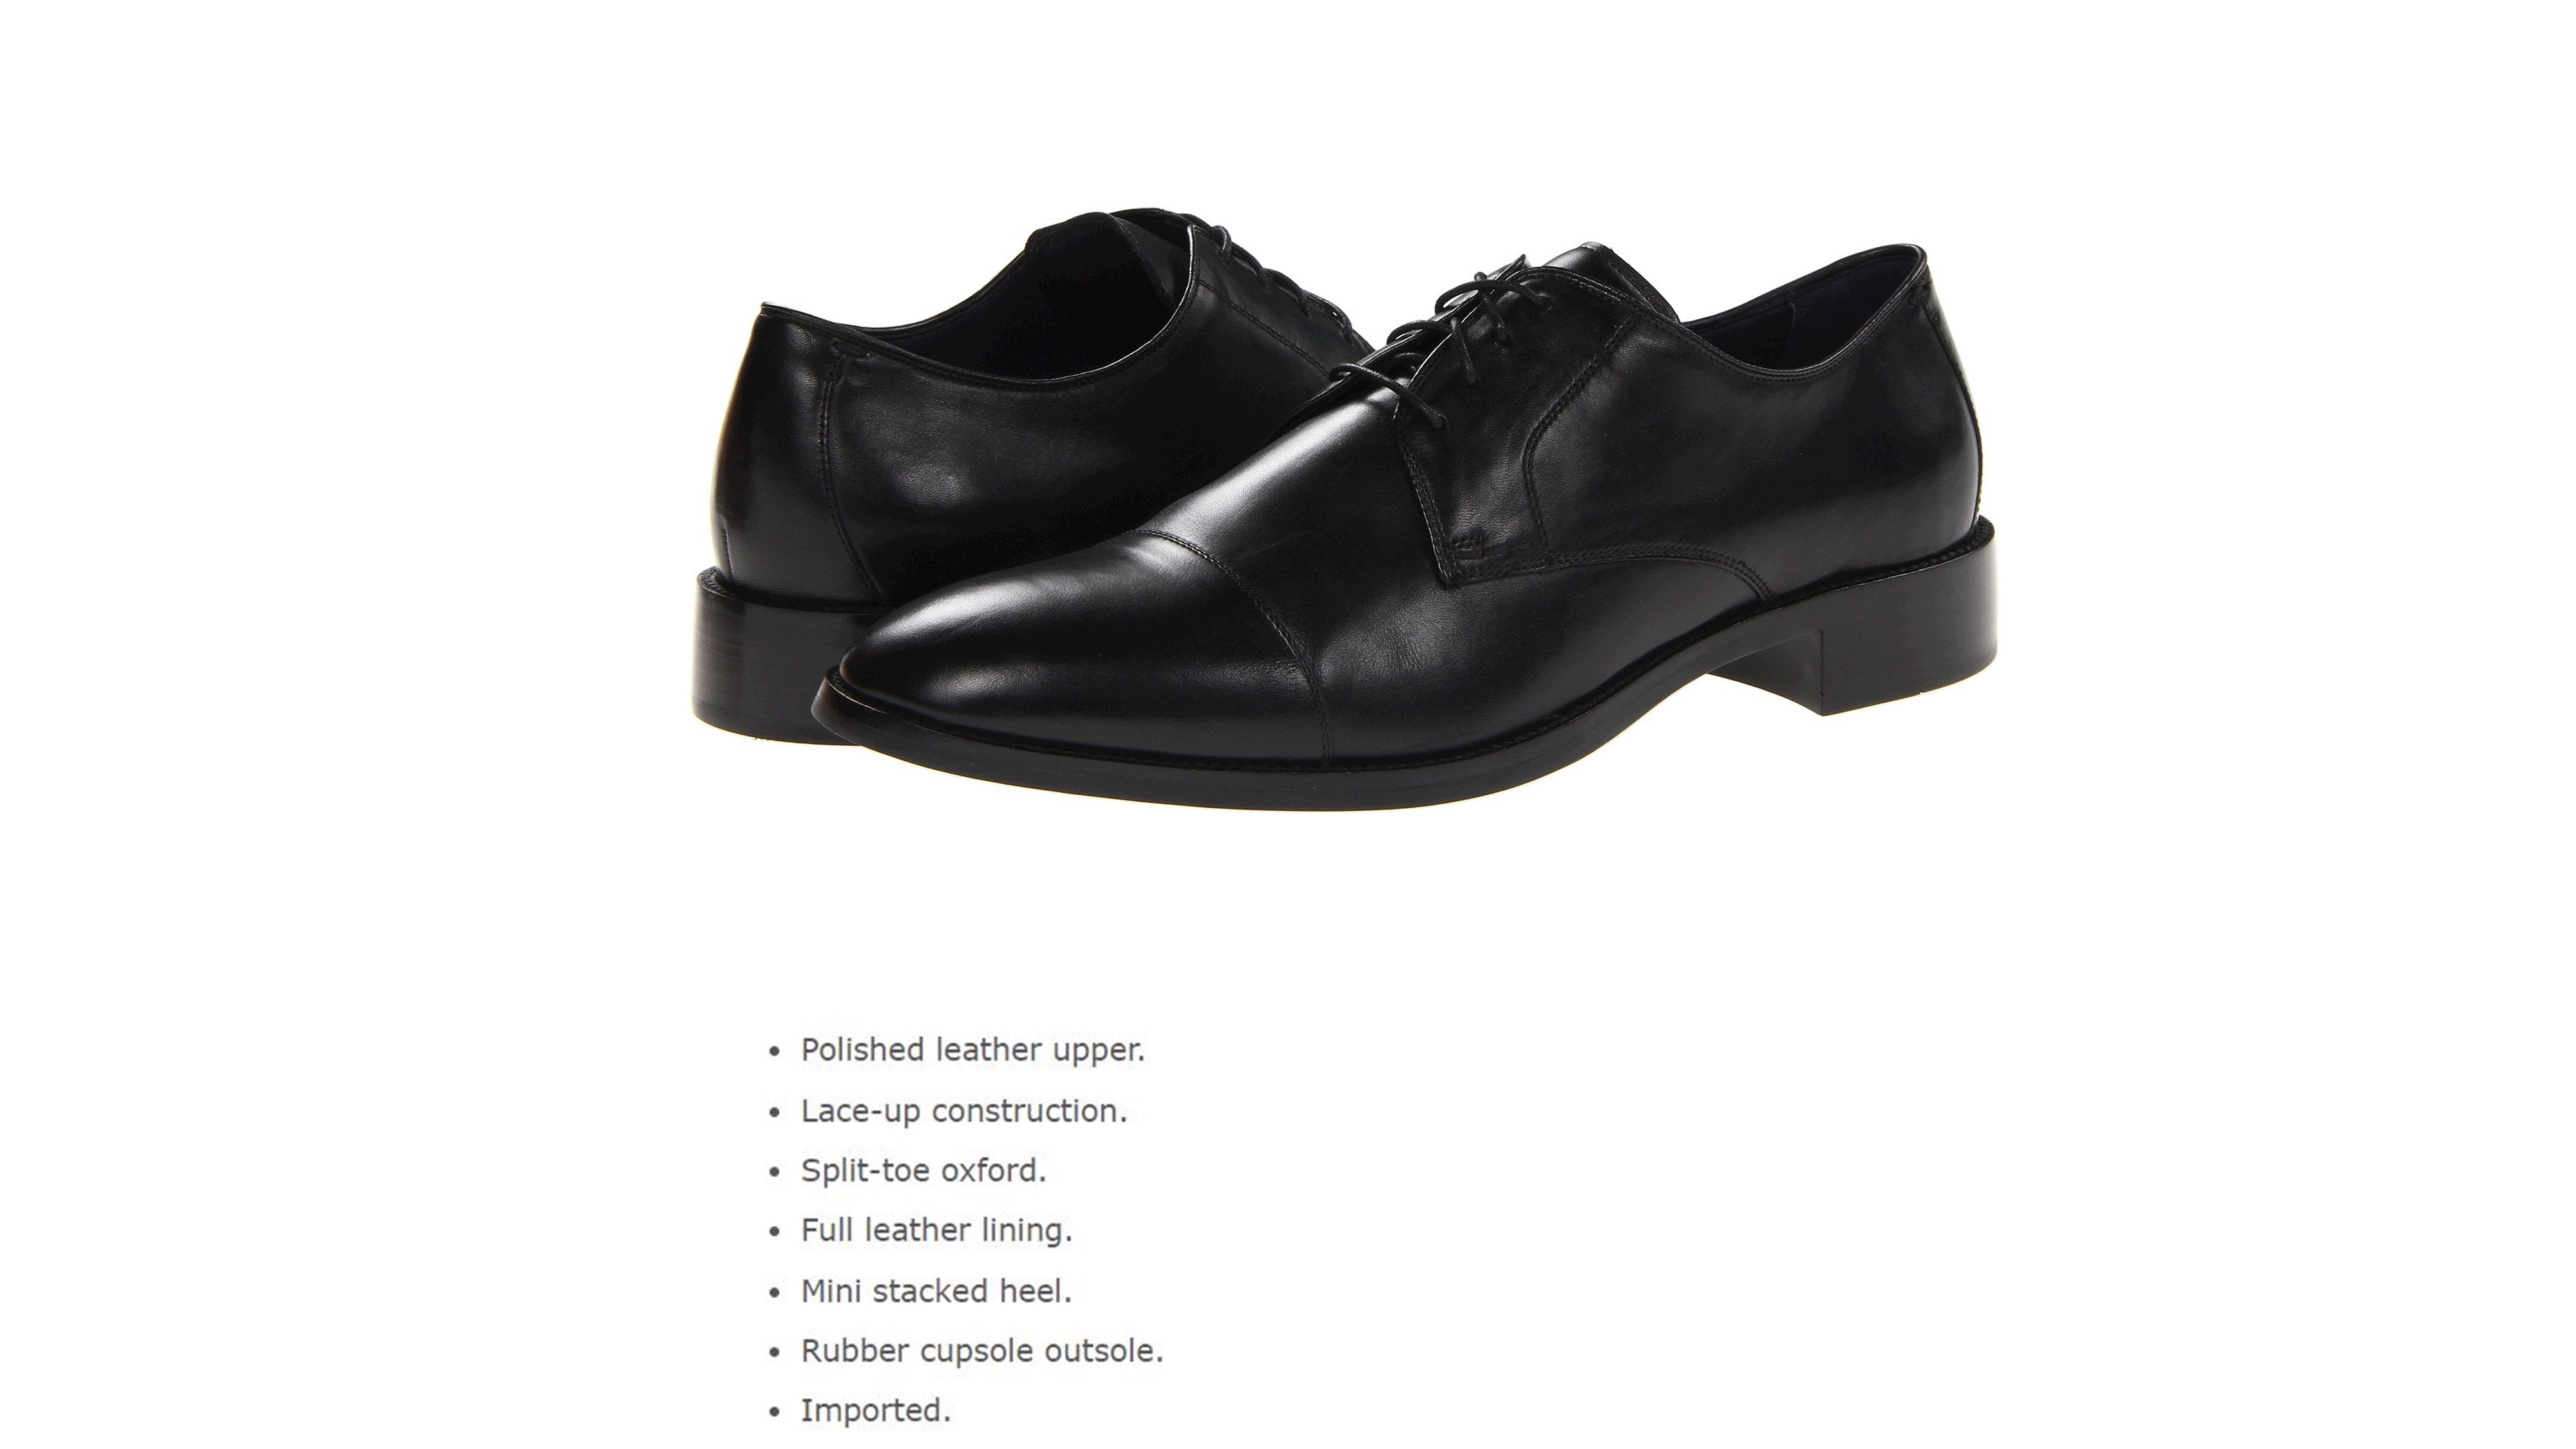 • Polished leather upper.
• Lace-up construction.
• Split-toe oxford.
• Full leather lining.
• Mini stacked heel.
• Rubber cupsole outsole.
• Imported.